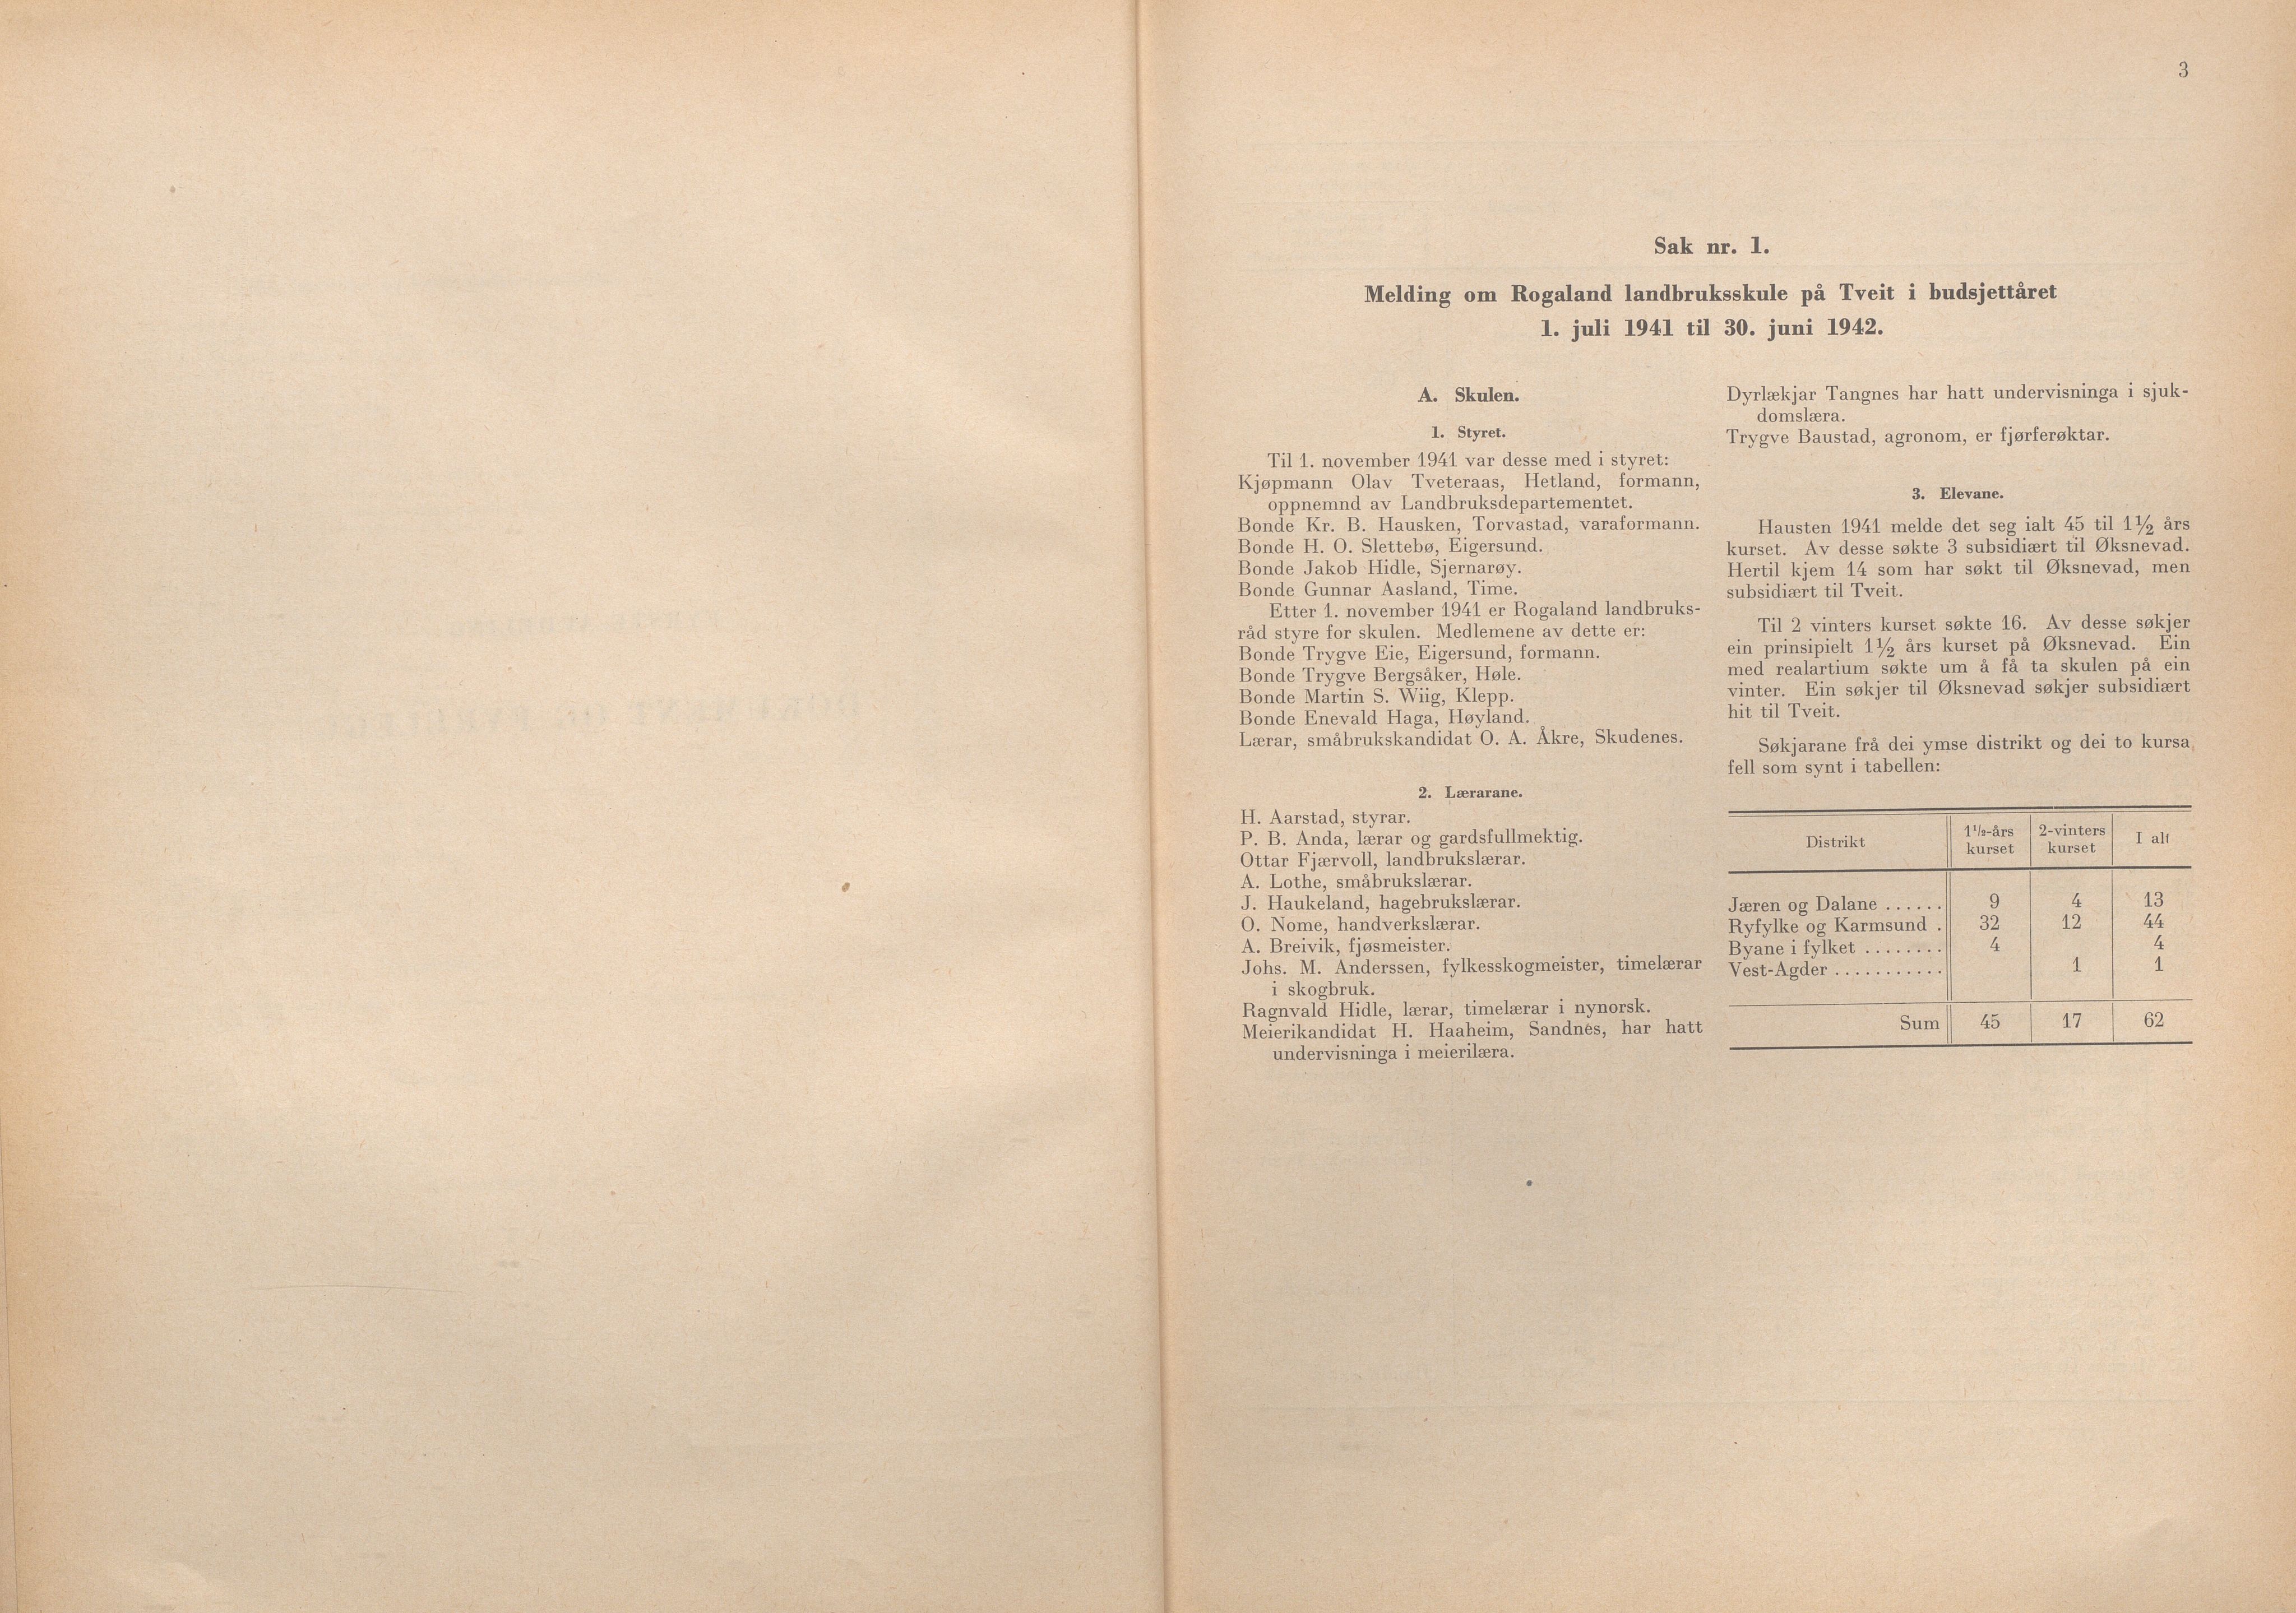 3
Sak nr. 1.
Melding om Rogaland landbruksskule på Tveit i budsjettåret
1. juli 1941 til 30. juni 1942.
A. Skulen.
1. Styret.
Til 1. november 1941 var desse med i styret:
Kjøpmann Olav Tveteraas, Hetland, formann,
oppnemnd av Landbruksdepartementet.
Bonde Kr. B. Hausken, Torvastad, varaformann.
Bonde H. O. Slettebø, Eigersund.
Bonde Jakob Hidle, Sjernarøy.
Bonde Gunnar Aasland, Time.
Etter 1. november 1941 er Rogaland landbruks-
råd styre for skulen. Medlemene av dette er:
Bonde Trygve Eie, Eigersund, formann.
Bonde Trygve Bergsåker, Høle.
Bonde Martin S. Wiig, Klepp.
Bonde Enevald Haga, Høyland.
Lærar, småbrukskandidat O. A. Åkre, Skudenes.
2. Lærarane.
H. Aarstad, styrar.
P. B. Anda, lærar og gardsfullmektig.
Ottar Fjærvoll, landbrukslærar.
A. Lothe, småbrukslærar.
J. Haukeland, hagebrukslærar.
O. Nome, handverkslærar.
A. Breivik, fjøsmeister.
Johs. M. Anderssen, fylkesskogmeister, timelærar
i skogbruk.
Ragnvald Hidle, lærar, timelærar i nynorsk.
Meierikandidat H. Haaheim, Sandnes, har hatt
undervisninga i meierilæra.
Dyrlækjar Tangnes har hatt undervisninga i sjuk-
domslæra.
Trygve Baustad, agronom, er fjørferøktar.
3. Elevane.
Hausten 1941 melde det seg ialt 45 til 1½ års
kurset. Av desse søkte 3 subsidiært til Øksnevad.
Hertil kjem 14 som har søkt til Øksnevad, men
subsidiært til Tveit.
Til 2 vinters kurset søkte 16. Av desse søkjer
ein prinsipielt 1½ års kurset på Øksnevad. Ein
med realartium søkte um å få ta skulen på ein
vinter. Ein søkjer til Øksnevad søkjer subsidiært
hit til Tveit.
Søkjarane frå dei ymse distrikt og dei to kursa
fell som synt i tabellen:
Distrikt 1½-års kurset 2-vinters kurset I alt
Jæren og Dalane ...... 9 4 13
Ryfylke og Karmsund . 32 12 44
Byane i fylket ........ 4 4
Vest-Agder ........... 1 1
Sum 45 17 62